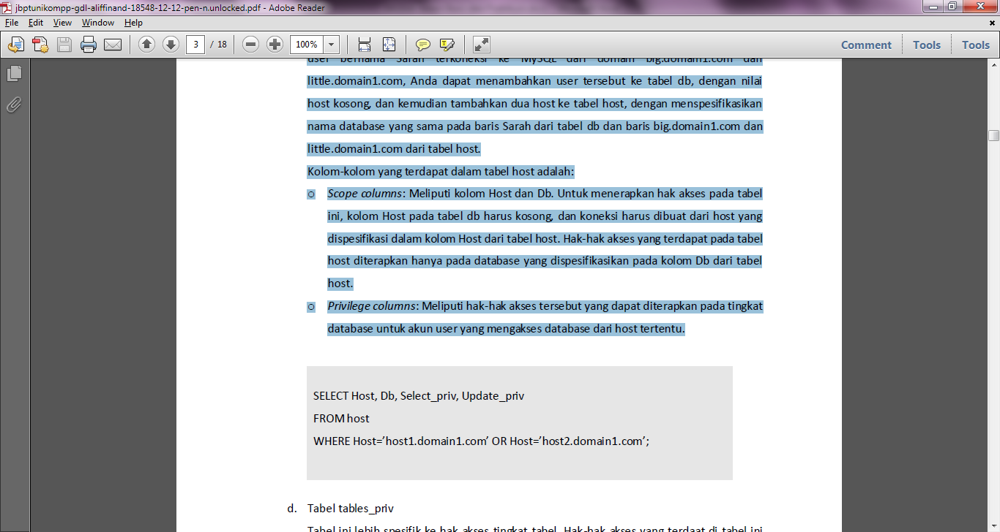 jbptunikompp-gdl-aliffinand-18548-12-12-pen-n.unlocked.pdf - Adobe Reader
File Edit View Window Help
3 / 18 100% Comment Tools Tools
user bernama Sarah terkoneksi ke MySQL dari domain big.domain1.com dan
little.domain1.com, Anda dapat menambahkan user tersebut ke tabel db, dengan nilai
host kosong, dan kemudian tambahkan dua host ke tabel host, dengan menspesifikasikan
nama database yang sama pada baris Sarah dari tabel db dan baris big.domain1.com dan
little.domain1.com dari tabel host.
Kolom-kolom yang terdapat dalam tabel host adalah:
o Scope columns: Meliputi kolom Host dan Db. Untuk menerapkan hak akses pada tabel
ini, kolom Host pada tabel db harus kosong, dan koneksi harus dibuat dari host yang
dispesifikasi dalam kolom Host dari tabel host. Hak-hak akses yang terdapat pada tabel
host diterapkan hanya pada database yang dispesifikasikan pada kolom Db dari tabel
host.
o Privilege columns: Meliputi hak-hak akses tersebut yang dapat diterapkan pada tingkat
database untuk akun user yang mengakses database dari host tertentu.
SELECT Host, Db, Select_priv, Update_priv
FROM host
WHERE Host=’host1.domain1.com’ OR Host=’host2.domain1.com’;
d. Tabel tables_priv
Tabel ini lebih spesifik ke hak akses tingkat tabel. Hak-hak akses yang terdaat di tabel ini